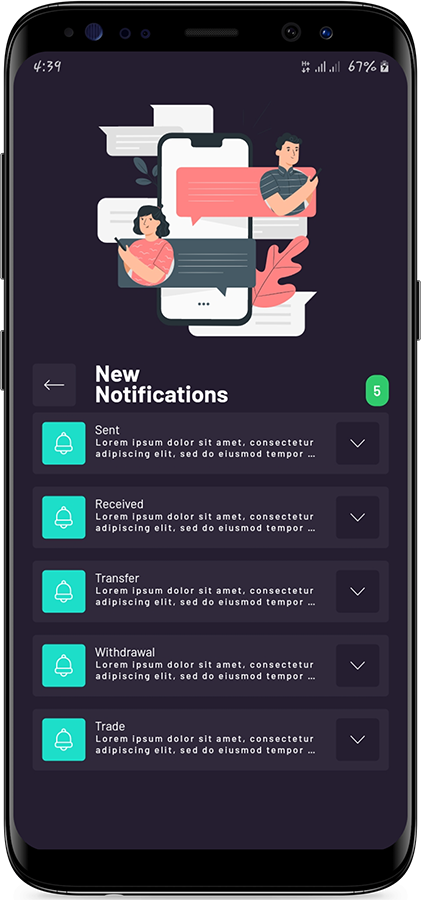 4:39
H+
67%
New
Notifications
5
Sent
Lorem ipsum dolor sit amet, consectetur
adipiscing elit, sed do eiusmod tempor ...
Received
Lorem ipsum dolor sit amet, consectetur
adipiscing elit, sed do eiusmod tempor ...
Transfer
Lorem ipsum dolor sit amet, consectetur
adipiscing elit, sed do eiusmod tempor ...
Withdrawal
Lorem ipsum dolor sit amet, consectetur
adipiscing elit, sed do eiusmod tempor ...
Trade
Lorem ipsum dolor sit amet, consectetur
adipiscing elit, sed do eiusmod tempor ...